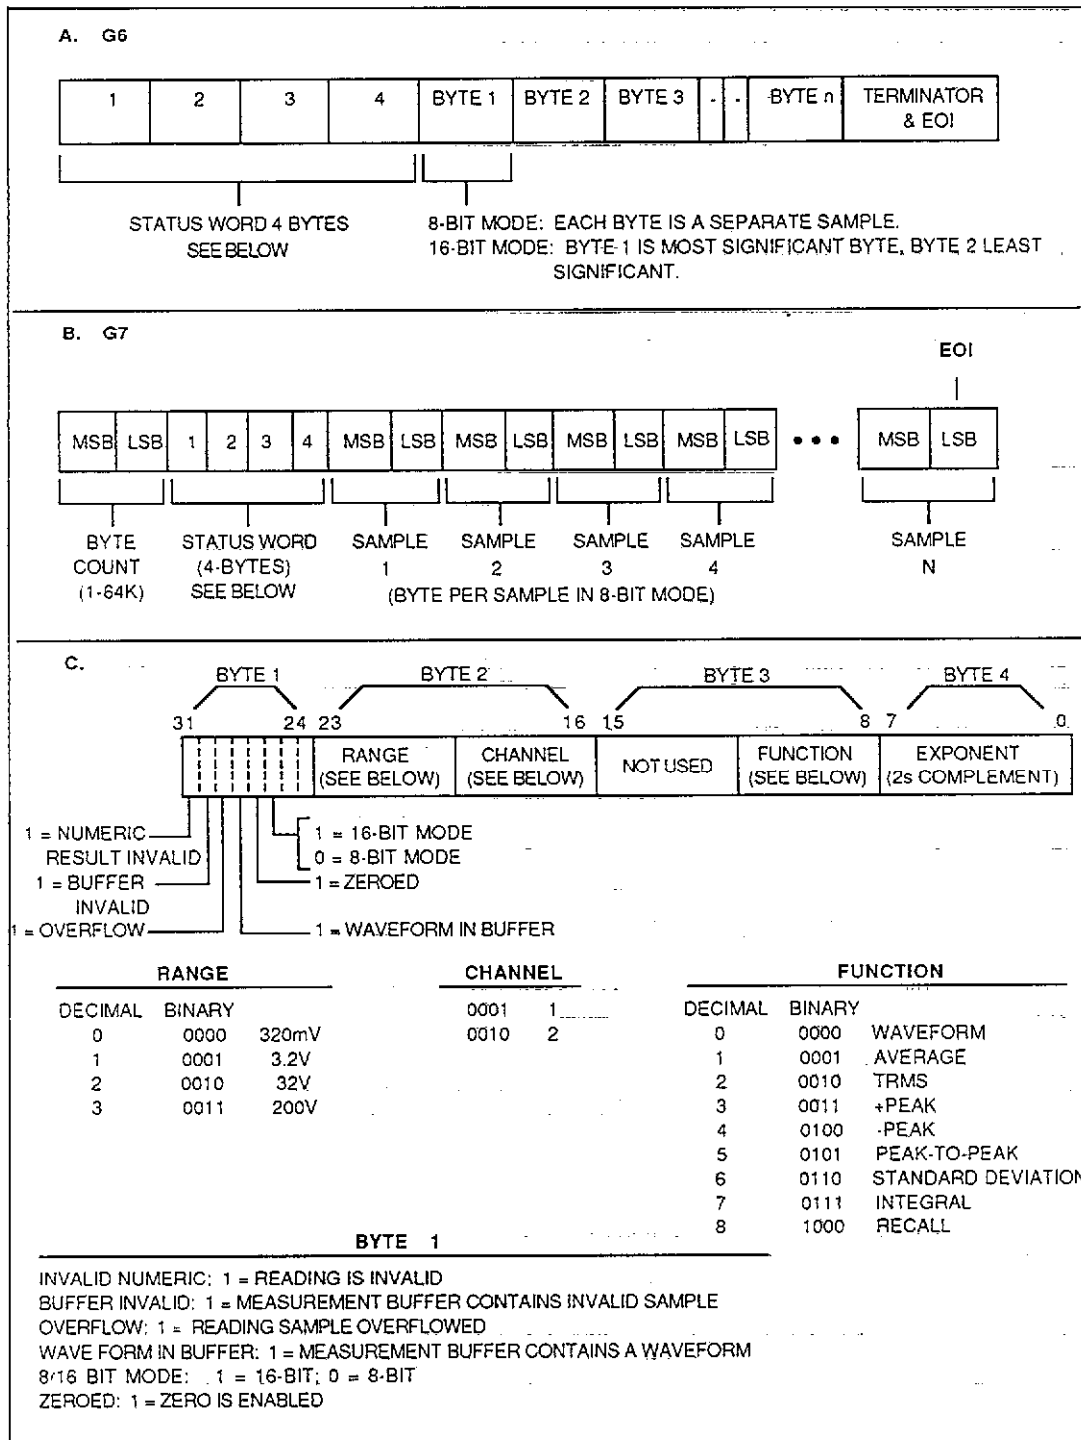 A. G6
1 2 3 4 BYTE 1 BYTE 2 BYTE 3 . . BYTE n TERMINATOR & EOI
STATUS WORD 4 BYTES
SEE BELOW
8-BIT MODE: EACH BYTE IS A SEPARATE SAMPLE.
16-BIT MODE: BYTE 1 IS MOST SIGNIFICANT BYTE, BYTE 2 LEAST
SIGNIFICANT.
B. G7
EOI
MSB LSB 1 2 3 4 MSB LSB MSB LSB MSB LSB MSB LSB ••• MSB LSB
BYTE COUNT (1-64K)
STATUS WORD (4-BYTES) SEE BELOW
SAMPLE 1
SAMPLE 2
SAMPLE 3
SAMPLE 4
SAMPLE N
(BYTE PER SAMPLE IN 8-BIT MODE)
C.
BYTE 1 BYTE 2 BYTE 3 BYTE 4
31 24 23 16 15 8 7 0
RANGE (SEE BELOW)
CHANNEL (SEE BELOW)
NOT USED
FUNCTION (SEE BELOW)
EXPONENT (2s COMPLEMENT)
1 = NUMERIC
RESULT INVALID
1 = BUFFER
INVALID
1 = OVERFLOW
1 = 16-BIT MODE
0 = 8-BIT MODE
1 = ZEROED
1 = WAVEFORM IN BUFFER
RANGE
DECIMAL BINARY
0 0000 320mV
1 0001 3.2V
2 0010 32V
3 0011 200V
CHANNEL
0001 1
0010 2
FUNCTION
DECIMAL BINARY
0 0000 WAVEFORM
1 0001 AVERAGE
2 0010 TRMS
3 0011 +PEAK
4 0100 -PEAK
5 0101 PEAK-TO-PEAK
6 0110 STANDARD DEVIATION
7 0111 INTEGRAL
8 1000 RECALL
BYTE 1
INVALID NUMERIC: 1 = READING IS INVALID
BUFFER INVALID: 1 = MEASUREMENT BUFFER CONTAINS INVALID SAMPLE
OVERFLOW: 1 = READING SAMPLE OVERFLOWED
WAVE FORM IN BUFFER: 1 = MEASUREMENT BUFFER CONTAINS A WAVEFORM
8/16 BIT MODE: 1 = 16-BIT; 0 = 8-BIT
ZEROED: 1 = ZERO IS ENABLED